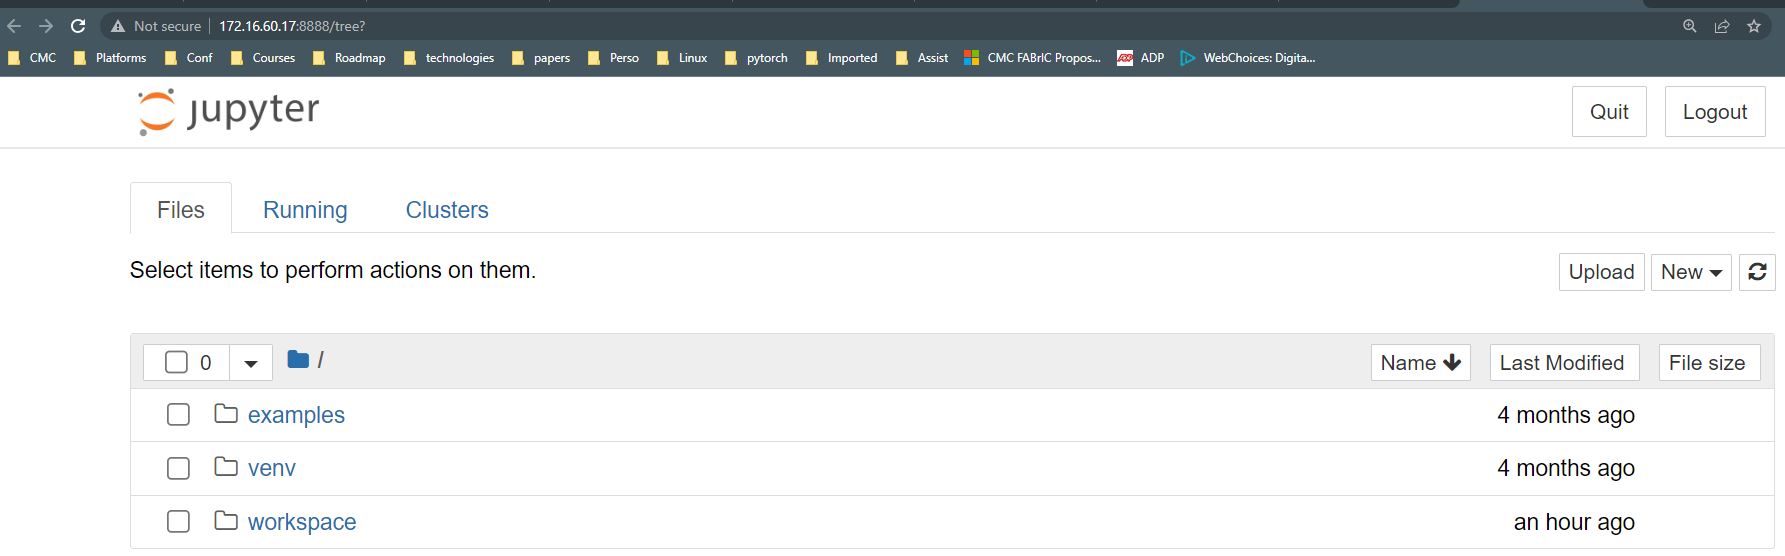 Not secure 172.16.60.17:8888/tree?
CMC Platforms Conf Courses Roadmap technologies papers Perso Linux pytorch Imported Assist CMC FABrIC Propos... ADP WebChoices: Digita...
jupyter Quit Logout
Files Running Clusters
Select items to perform actions on them. Upload New
0 / Name Last Modified File size
examples 4 months ago
venv 4 months ago
workspace an hour ago